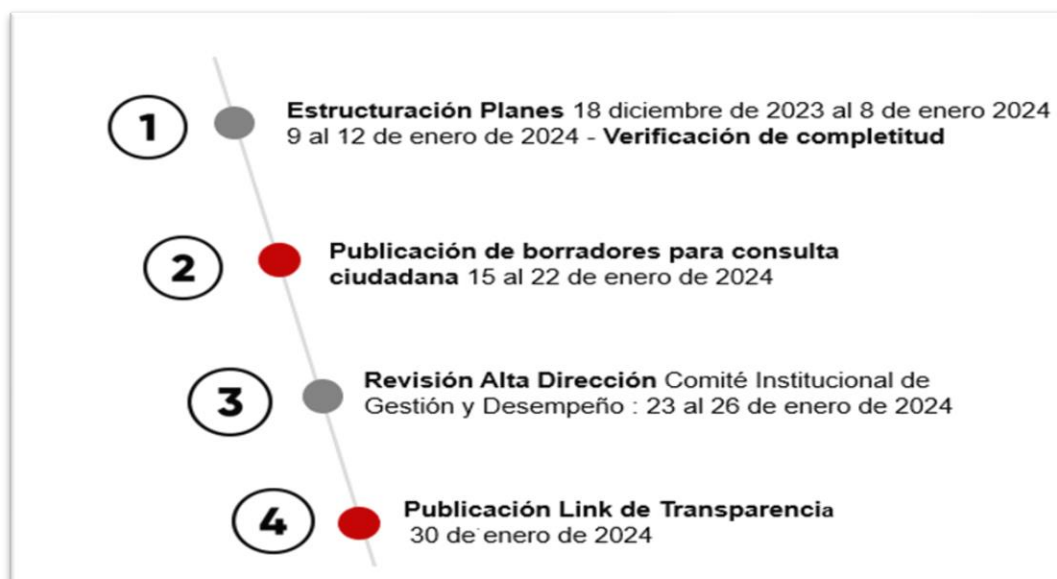 1
Estructuración Planes 18 diciembre de 2023 al 8 de enero 2024
9 al 12 de enero de 2024 - Verificación de completitud
2
Publicación de borradores para consulta
ciudadana 15 al 22 de enero de 2024
3
Revisión Alta Dirección Comité Institucional de
Gestión y Desempeño : 23 al 26 de enero de 2024
4
Publicación Link de Transparencia
30 de enero de 2024